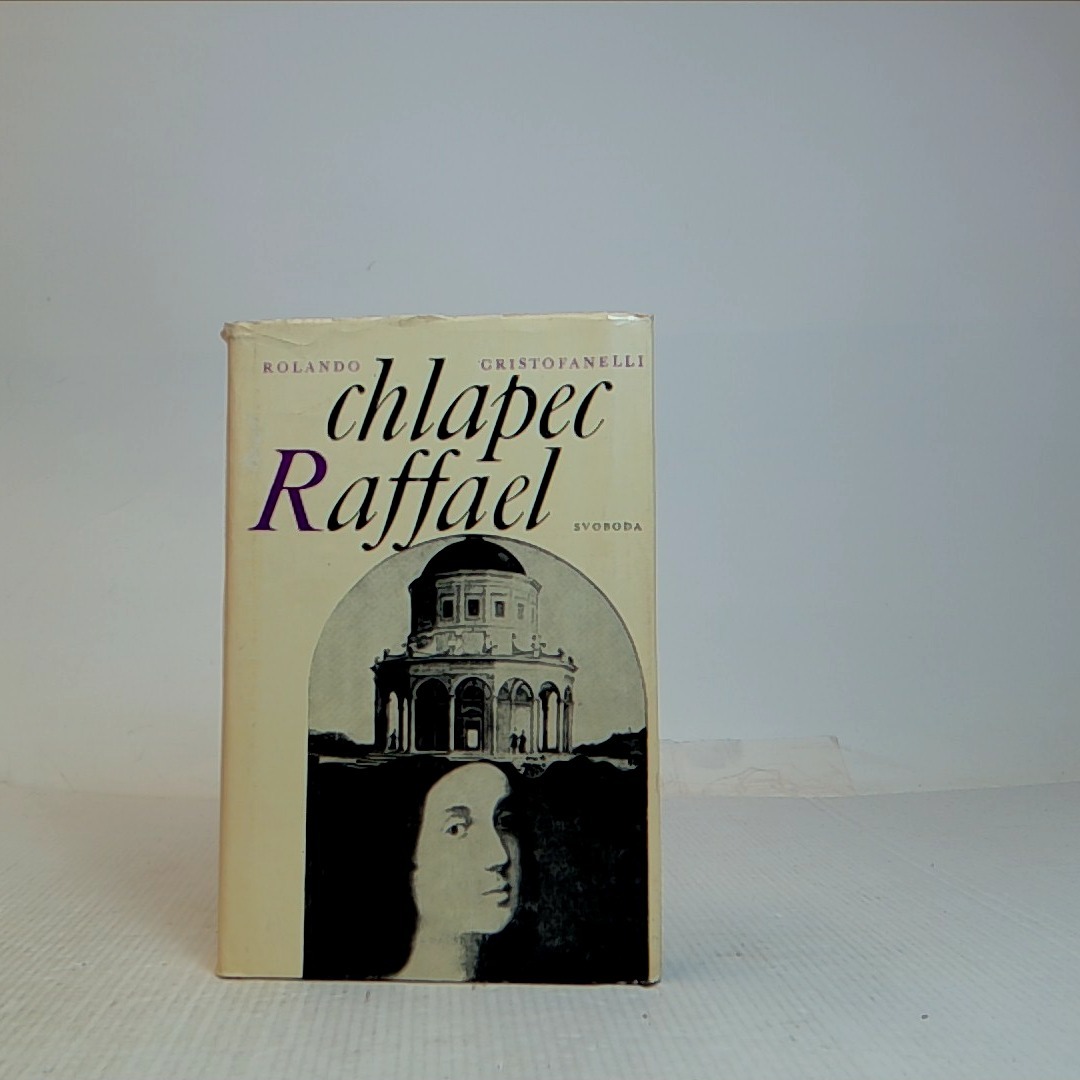 ROLANDO CRISTOFANELLI
chlapec
Raffael
SVOBODA